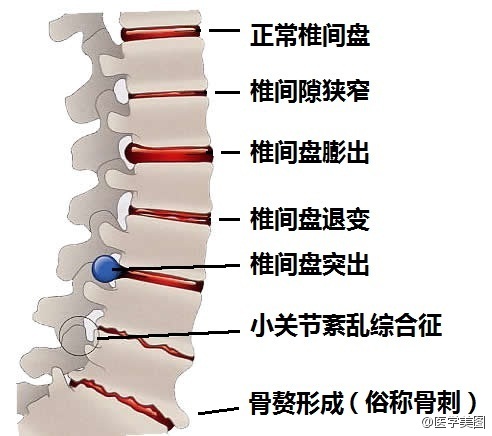 正常椎间盘
椎间隙狭窄
椎间盘膨出
椎间盘退变
椎间盘突出
小关节紊乱综合征
骨赘形成（俗称骨刺）
@医学美图